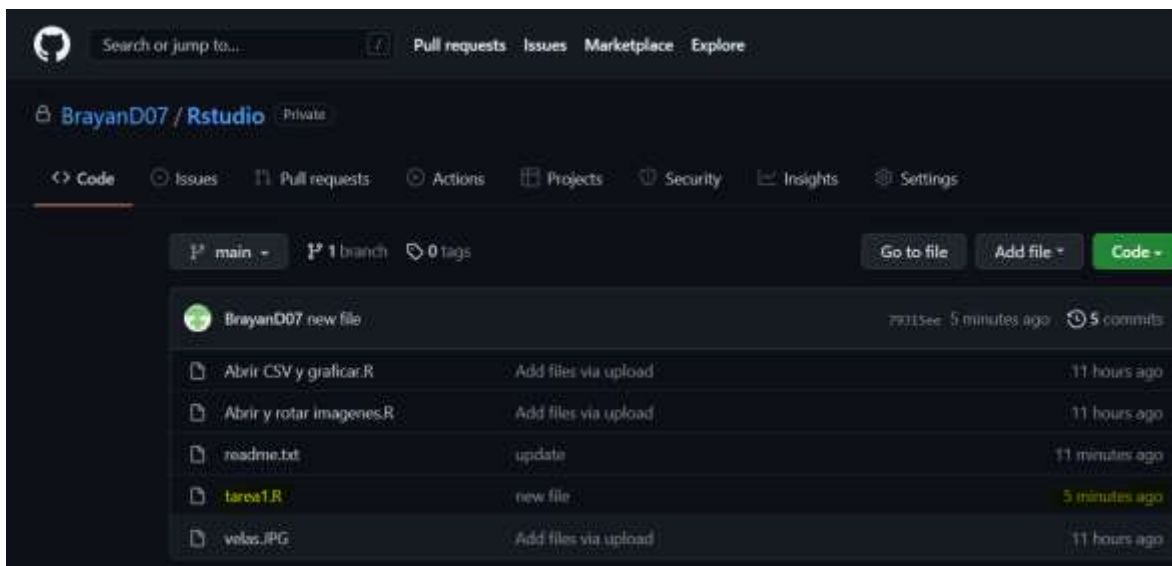 Search or jump to... / Pull requests Issues Marketplace Explore
BrayanD07 / Rstudio Private
<> Code Issues Pull requests Actions Projects Security Insights Settings
main 1 branch 0 tags Go to file Add file Code
BrayanD07 new file 79315ee 5 minutes ago 5 commits
Abrir CSV y graficar.R Add files via upload 11 hours ago
Abrir y rotar imagenes.R Add files via upload 11 hours ago
readme.txt update 11 minutes ago
tarea1.R new file 5 minutes ago
velas.JPG Add files via upload 11 hours ago